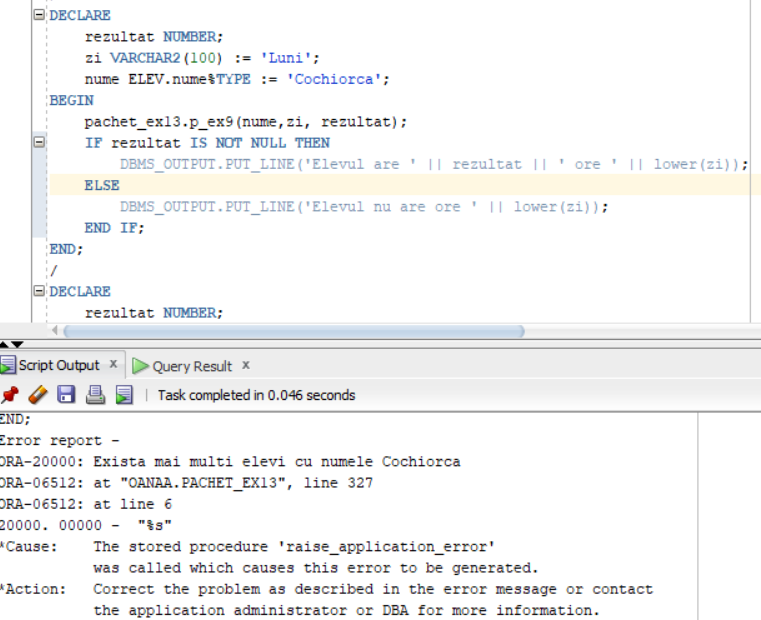 DECLARE
rezultat NUMBER;
zi VARCHAR2(100) := 'Luni';
nume ELEV.nume%TYPE := 'Cochiorca';
BEGIN
pachet_ex13.p_ex9(nume,zi, rezultat);
IF rezultat IS NOT NULL THEN
DBMS_OUTPUT.PUT_LINE('Elevul are ' || rezultat || ' ore ' || lower(zi));
ELSE
DBMS_OUTPUT.PUT_LINE('Elevul nu are ore ' || lower(zi));
END IF;
END;
/
DECLARE
rezultat NUMBER;
Script Output x Query Result x
Task completed in 0.046 seconds
END;
Error report -
ORA-20000: Exista mai multi elevi cu numele Cochiorca
ORA-06512: at "OANAA.PACHET_EX13", line 327
ORA-06512: at line 6
20000. 00000 - "%s"
*Cause: The stored procedure 'raise_application_error'
was called which causes this error to be generated.
*Action: Correct the problem as described in the error message or contact
the application administrator or DBA for more information.